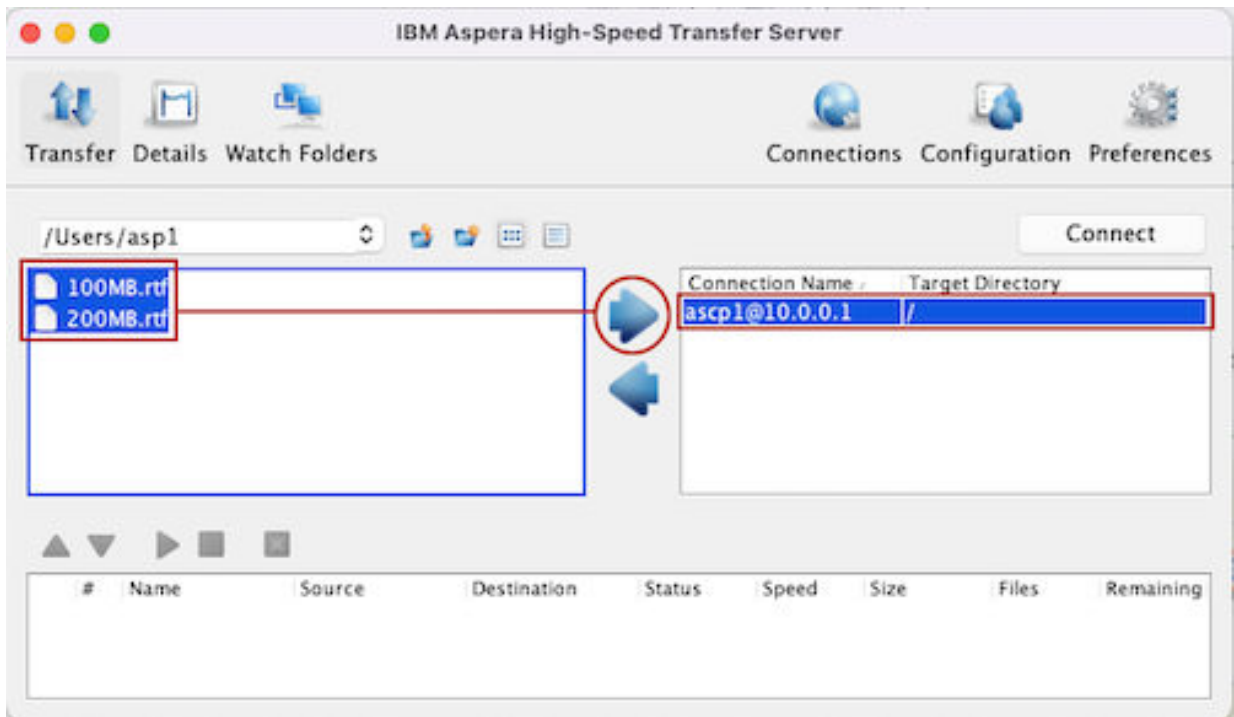 IBM Aspera High-Speed Transfer Server
Transfer Details Watch Folders Connections Configuration Preferences
/Users/asp1 Connect
100MB.rtf
200MB.rtf
Connection Name Target Directory
ascp1@10.0.0.1 /
# Name Source Destination Status Speed Size Files Remaining